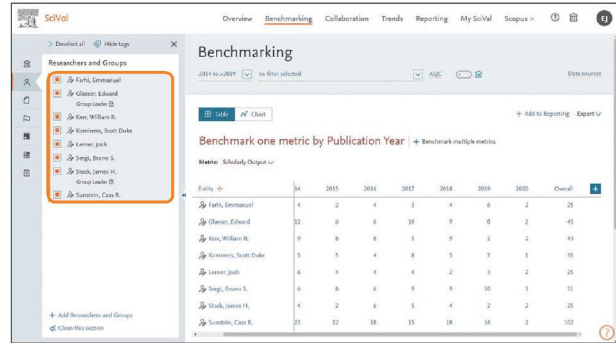 SciVal
Overview Benchmarking Collaboration Trends Reporting My SciVal Scopus EJ
Deselect all Hide tags
Researchers and Groups
Farhi, Emmanuel
Glaeser, Edward
Group Leader
Kerr, William R.
Kominers, Scott Duke
Lerner, Josh
Sergi, Bruno S.
Stock, James H.
Group Leader
Sunstein, Cass R.
+ Add Researchers and Groups
Clean this section
Benchmarking
2014 to >2019 no filter selected ASJC Data sources
Table Chart + Add to Reporting Export
Benchmark one metric by Publication Year + Benchmark multiple metrics
Metric: Scholarly Output
Entity 14 2015 2016 2017 2018 2019 2020 Overall +
Farhi, Emmanuel 4 2 4 3 4 6 2 25
Glaeser, Edward 12 6 6 10 9 0 2 45
Kerr, William R. 9 8 8 5 9 2 2 43
Kominers, Scott Duke 5 5 4 8 5 7 1 35
Lerner, Josh 6 4 4 4 2 3 2 25
Sergi, Bruno S. 6 8 6 9 9 10 3 51
Stock, James H. 4 2 6 5 4 2 2 25
Sunstein, Cass R. 23 12 18 15 18 14 2 102